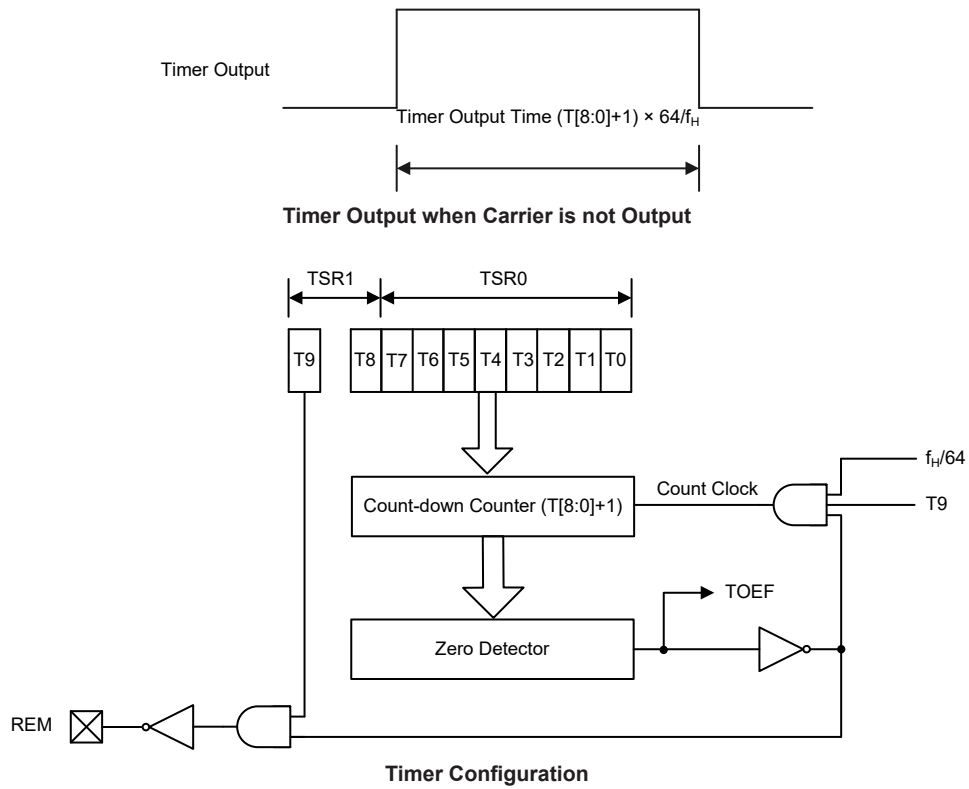 Timer Output
Timer Output Time (T[8:0]+1) × 64/fH
Timer Output when Carrier is not Output
TSR1 TSR0
T9 T8 T7 T6 T5 T4 T3 T2 T1 T0
fH/64
Count Clock
Count-down Counter (T[8:0]+1)
T9
TOEF
Zero Detector
REM
Timer Configuration